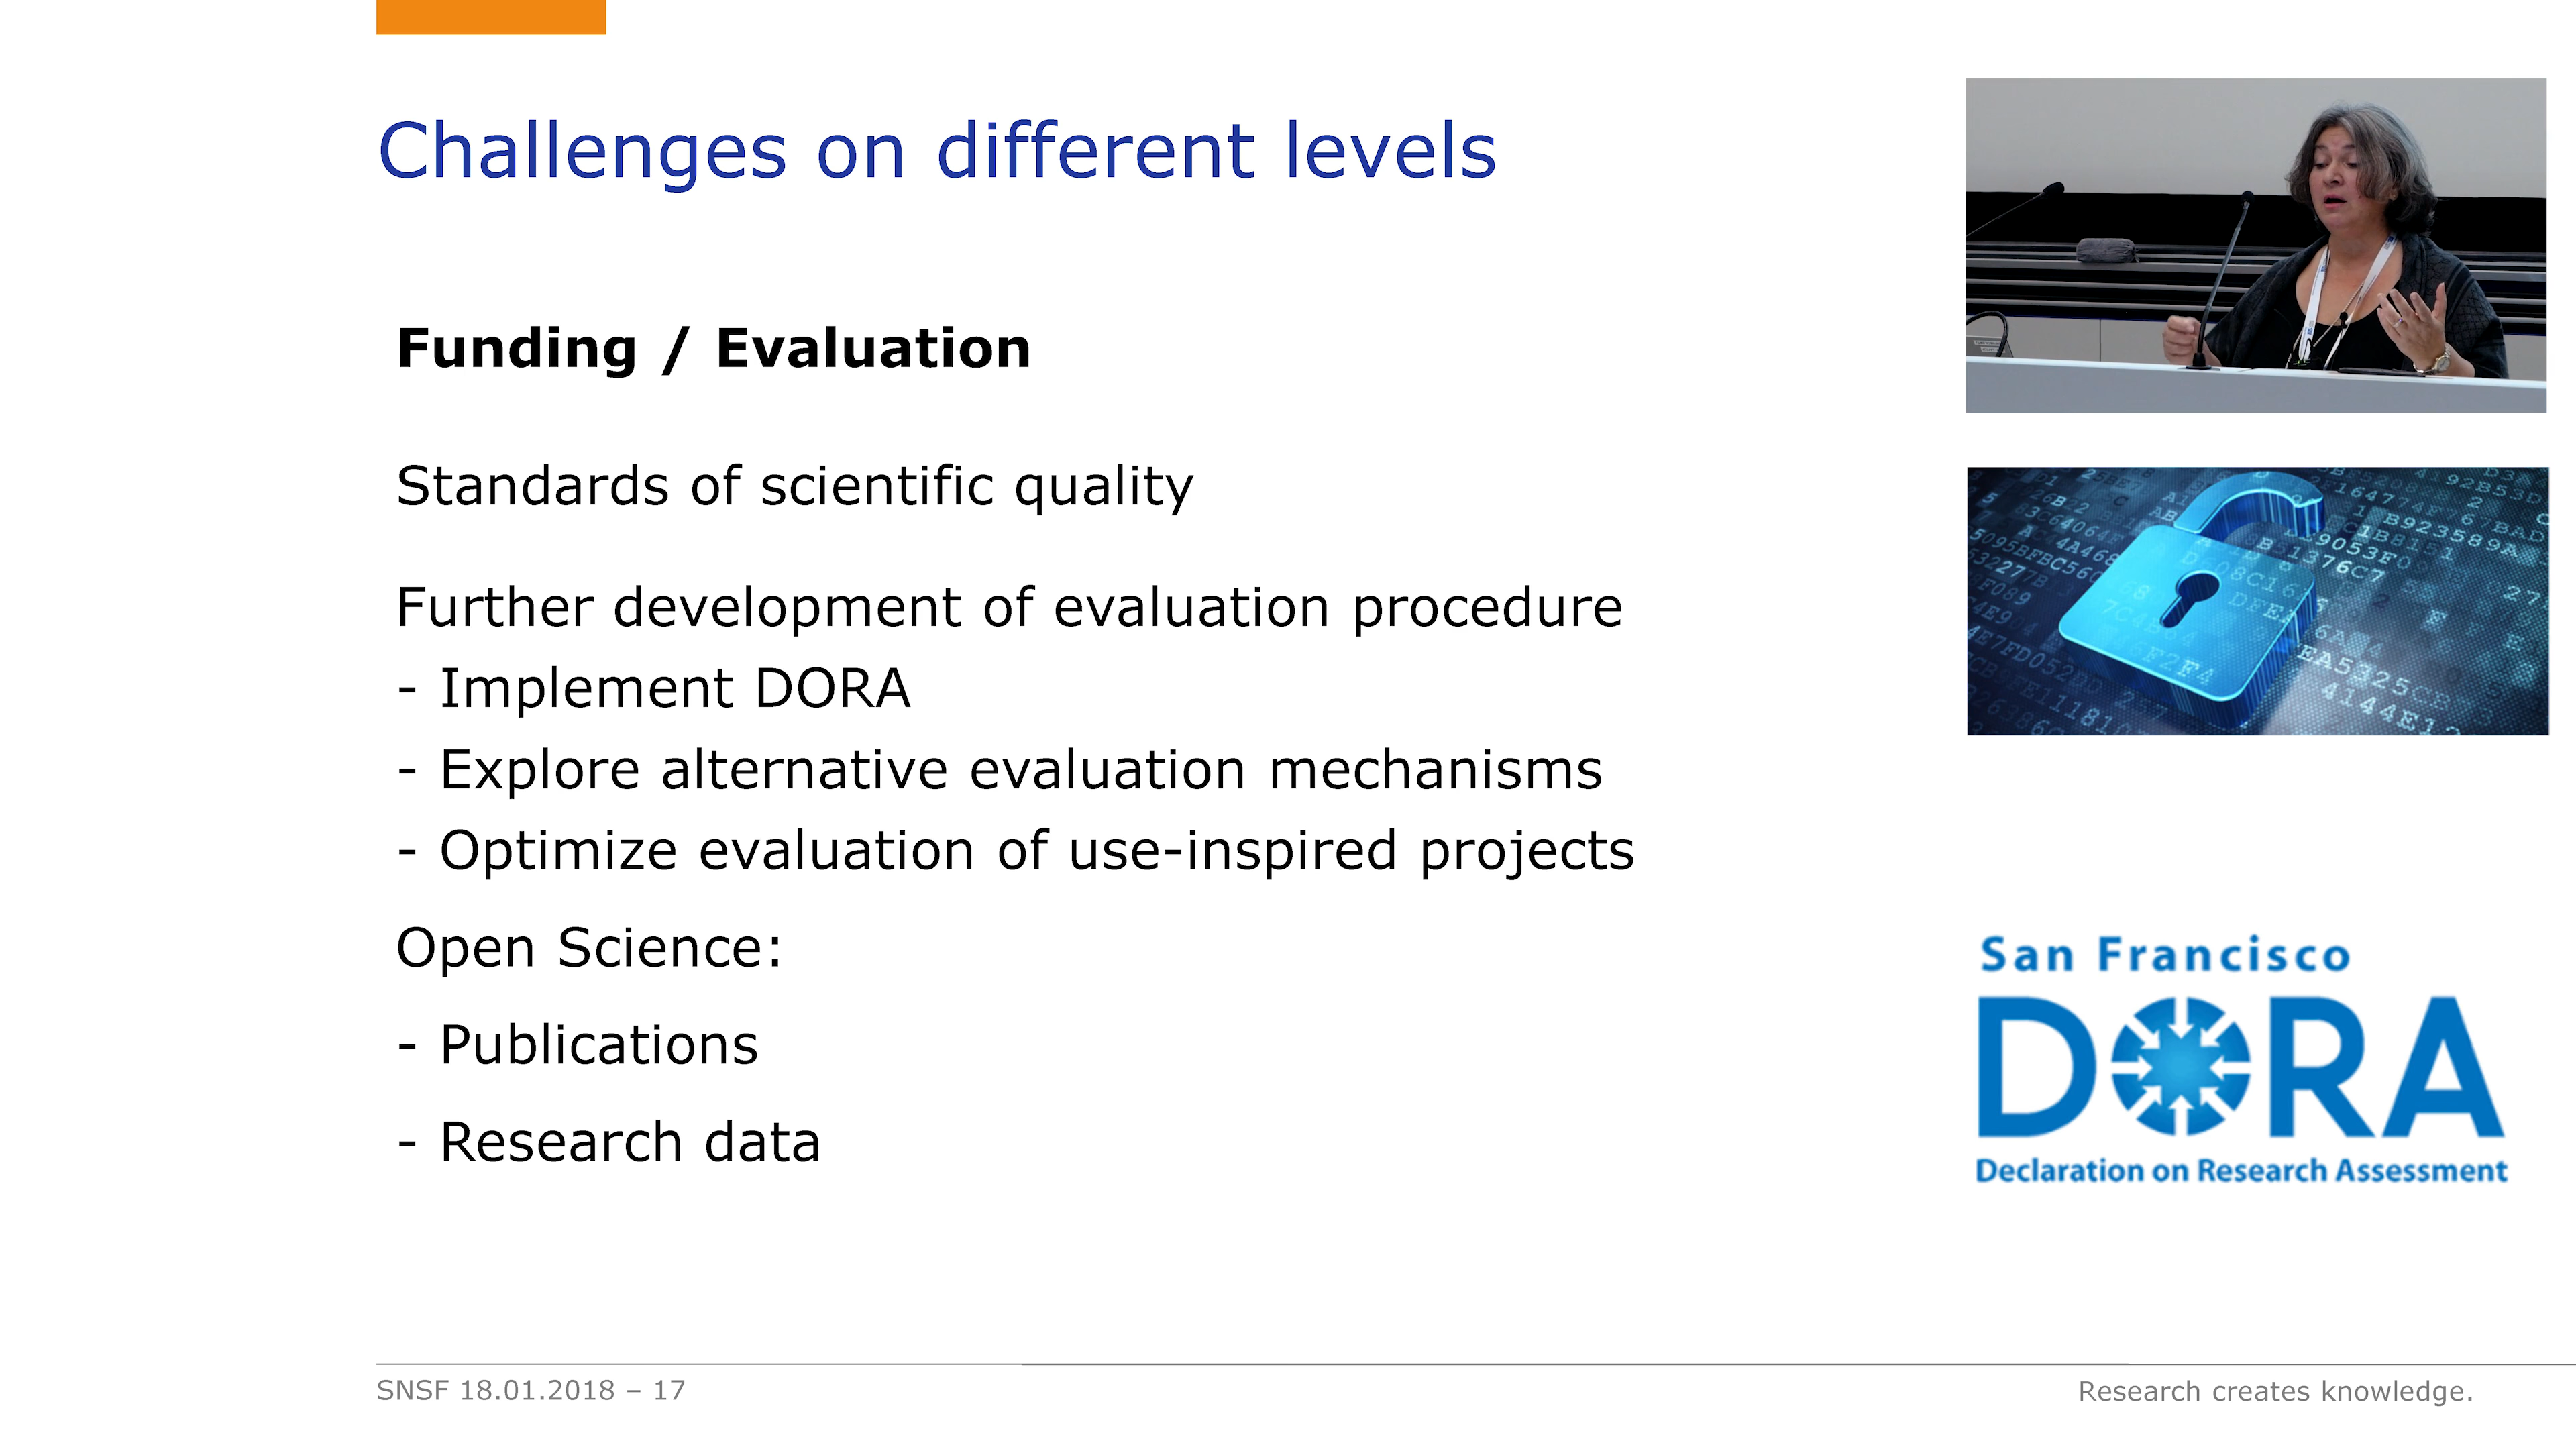 Challenges on different levels
Funding / Evaluation
Standards of scientific quality
Further development of evaluation procedure
- Implement DORA
- Explore alternative evaluation mechanisms
- Optimize evaluation of use-inspired projects
Open Science:
- Publications
- Research data
San Francisco
DORA
Declaration on Research Assessment
SNSF 18.01.2018 – 17
Research creates knowledge.